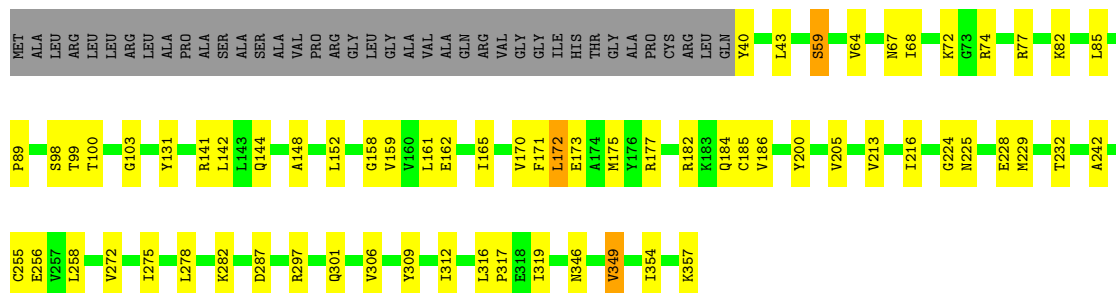 MET ALA LEU ARG LEU LEU ARG LEU ALA PRO ALA SER ALA SER ALA VAL PRO ARG GLY LEU GLY ALA VAL ALA GLN ARG VAL GLY GLY ILE HIS THR GLY ALA PRO CYS ARG LEU GLN Y40 L43 S59 V64 N67 I68 K72 G73 R74 R77 K82 L85
P89 S98 T99 T100 G103 Y131 R141 L142 L143 Q144 A148 L152 G158 V159 V160 L161 E162 I165 V170 F171 L172 E173 A174 M175 Y176 R177 R182 K183 Q184 C185 V186 Y200 V205 V213 I216 G224 N225 E228 M229 T232 A242
C255 E256 V257 L258 V272 I275 L278 K282 D287 R297 Q301 V306 Y309 I312 L316 P317 E318 I319 N346 V349 I354 K357